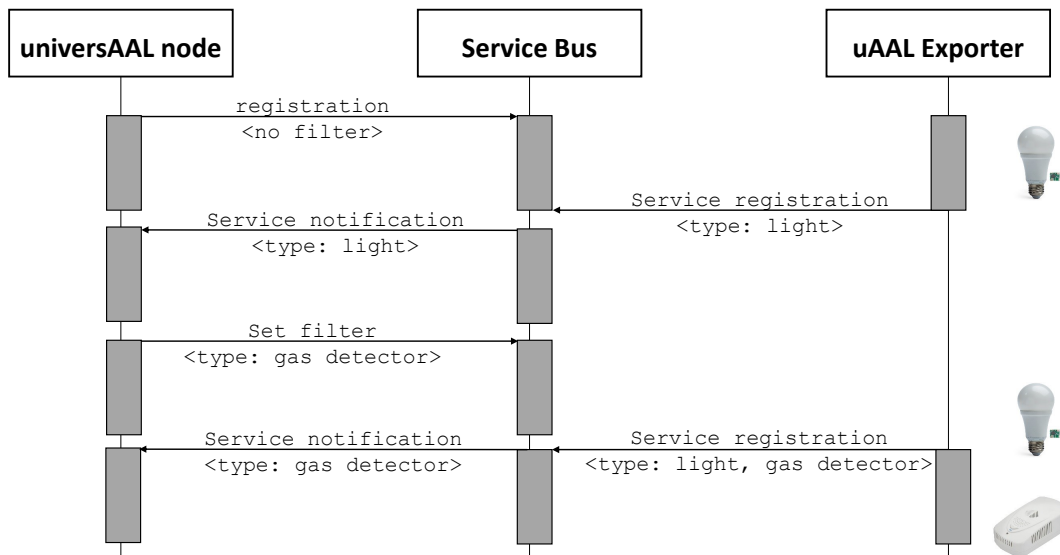 universAAL node
Service Bus
uAAL Exporter
registration
<no filter>
Service registration
<type: light>
Service notification
<type: light>
Set filter
<type: gas detector>
Service notification
<type: gas detector>
Service registration
<type: light, gas detector>